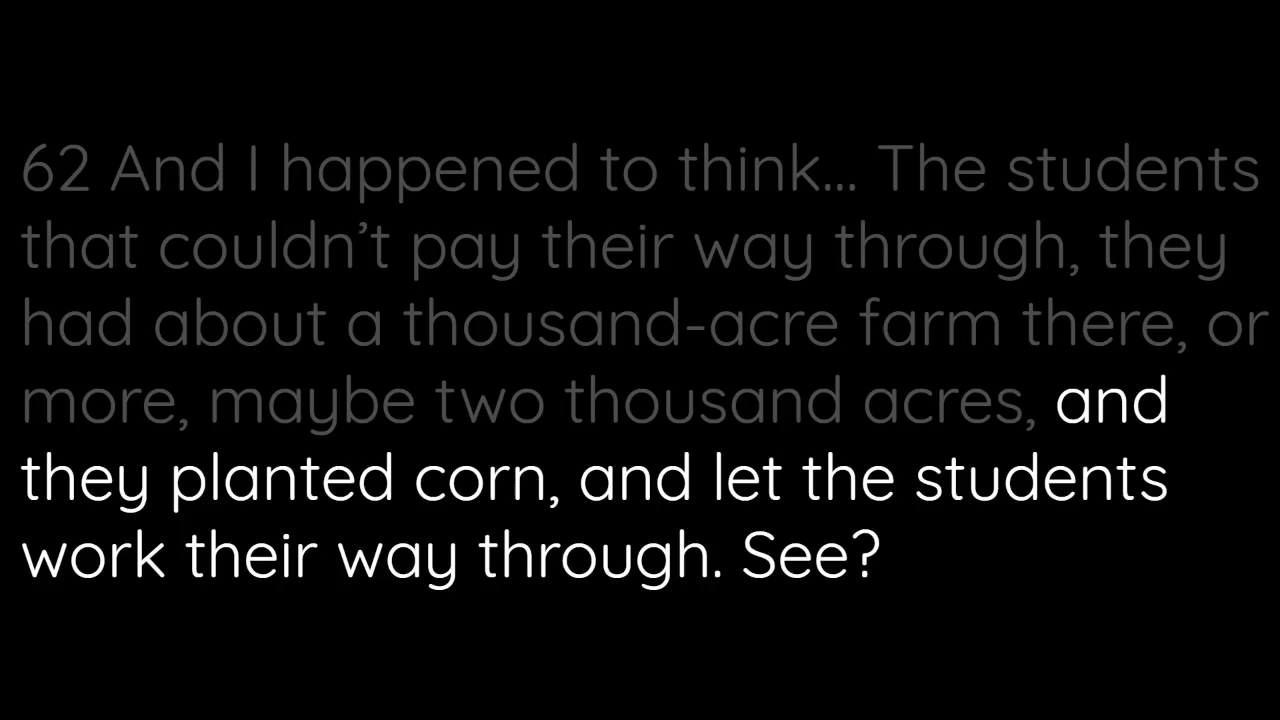 62 And I happened to think... The students
that couldn’t pay their way through, they
had about a thousand-acre farm there, or
more, maybe two thousand acres, and
they planted corn, and let the students
work their way through. See?